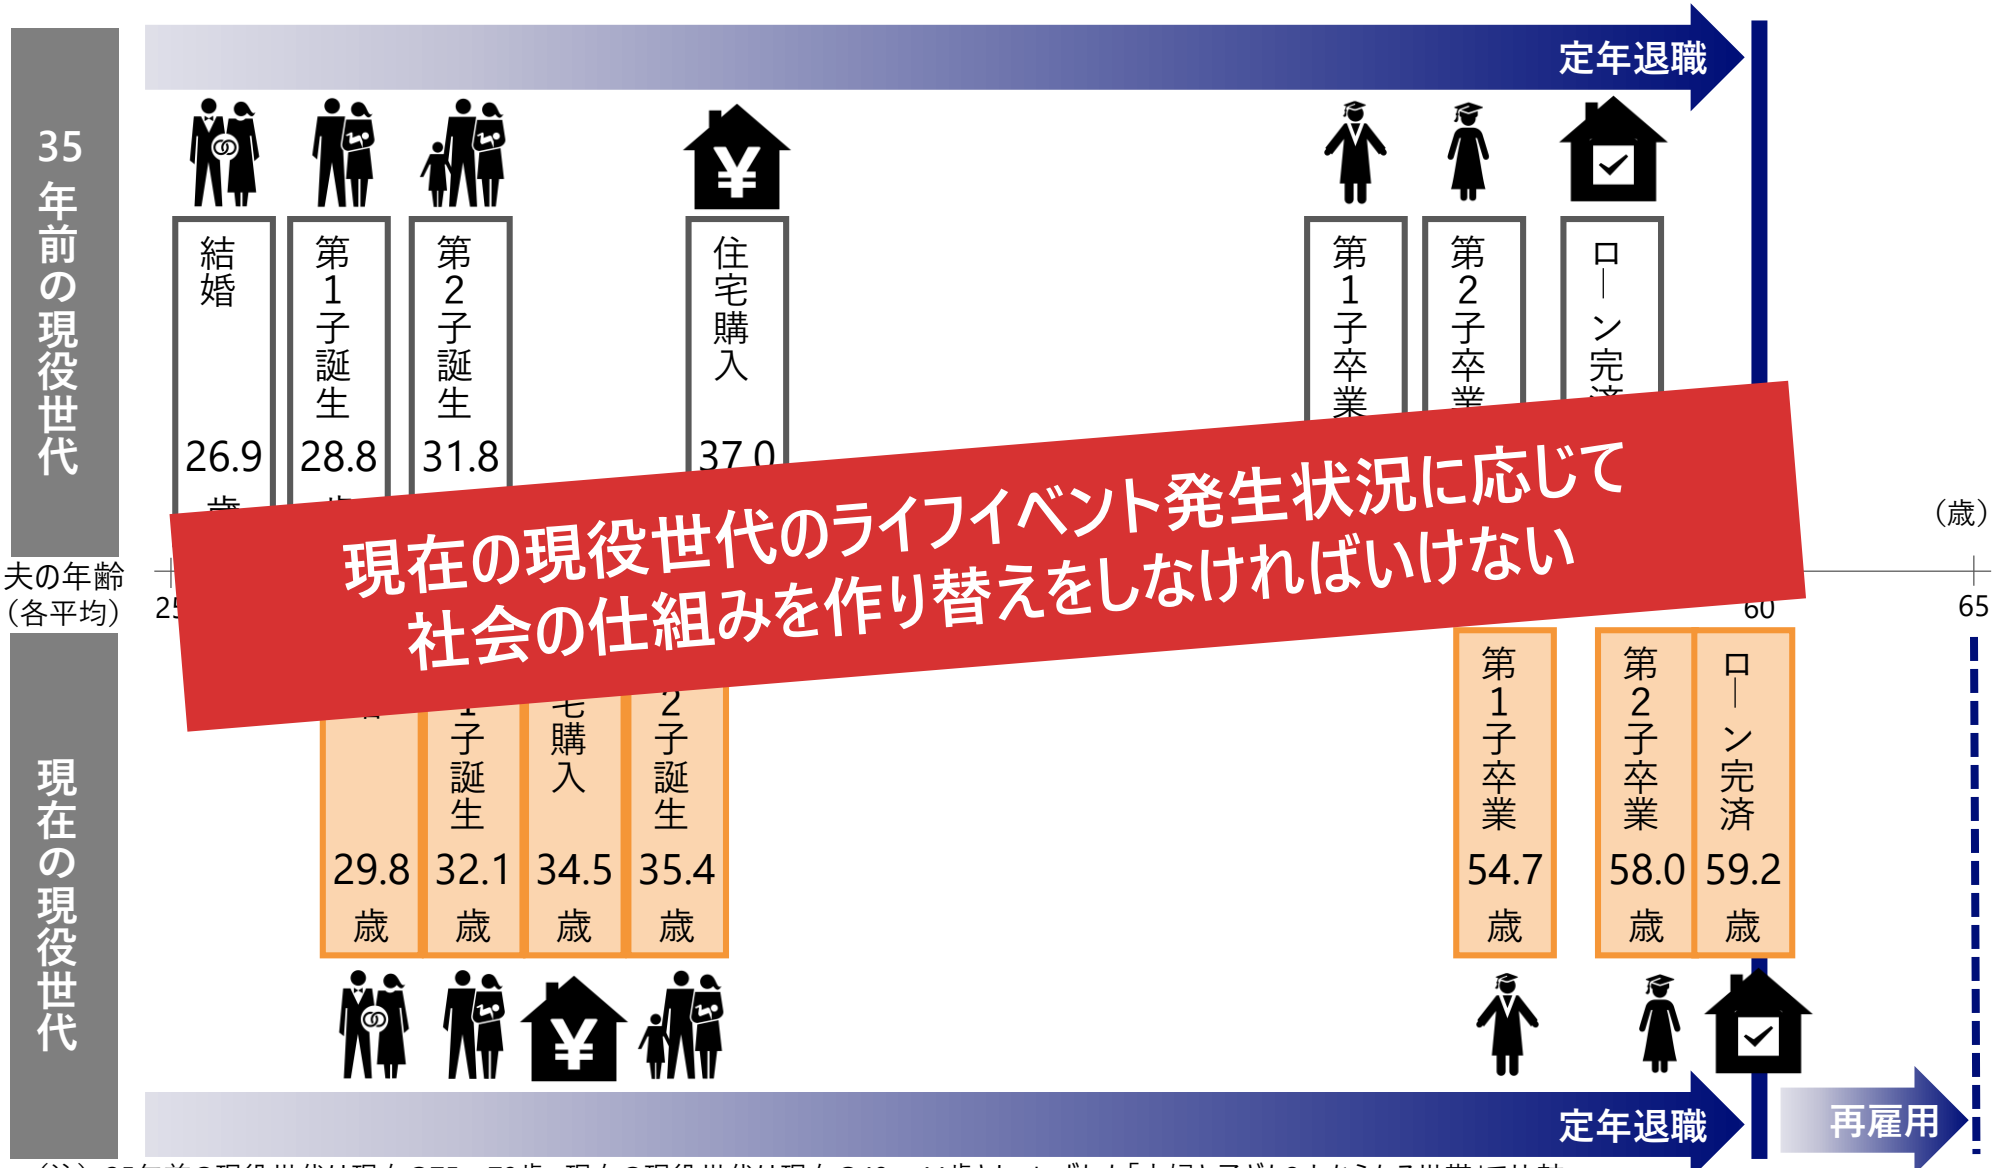 定年退職
35年前の現役世代
結婚
26.9
第1子誕生
28.8
第2子誕生
31.8
住宅購入
37.0
第1子卒業
第2子卒業
ローン完済
現在の現役世代のライフイベント発生状況に応じて
社会の仕組みを作り替えをしなければいけない
（歳）
夫の年齢
（各平均）
60
65
現在の現役世代
29.8
歳
1子誕生
32.1
歳
宅購入
34.5
歳
2子誕生
35.4
歳
第1子卒業
54.7
歳
第2子卒業
58.0
歳
ローン完済
59.2
歳
定年退職
再雇用